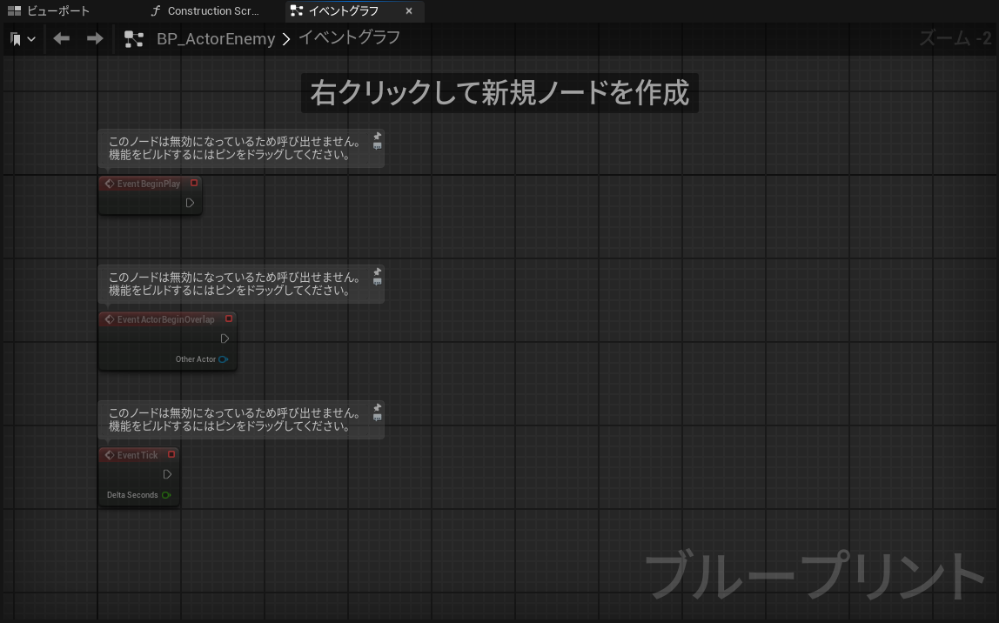 ビューポート
Construction Scr...
イベントグラフ
BP_ActorEnemy > イベントグラフ
ズーム -2
右クリックして新規ノードを作成
このノードは無効になっているため呼び出せません。
機能をビルドするにはピンをドラッグしてください。
Event BeginPlay
このノードは無効になっているため呼び出せません。
機能をビルドするにはピンをドラッグしてください。
Event ActorBeginOverlap
Other Actor
このノードは無効になっているため呼び出せません。
機能をビルドするにはピンをドラッグしてください。
Event Tick
Delta Seconds
ブループリント